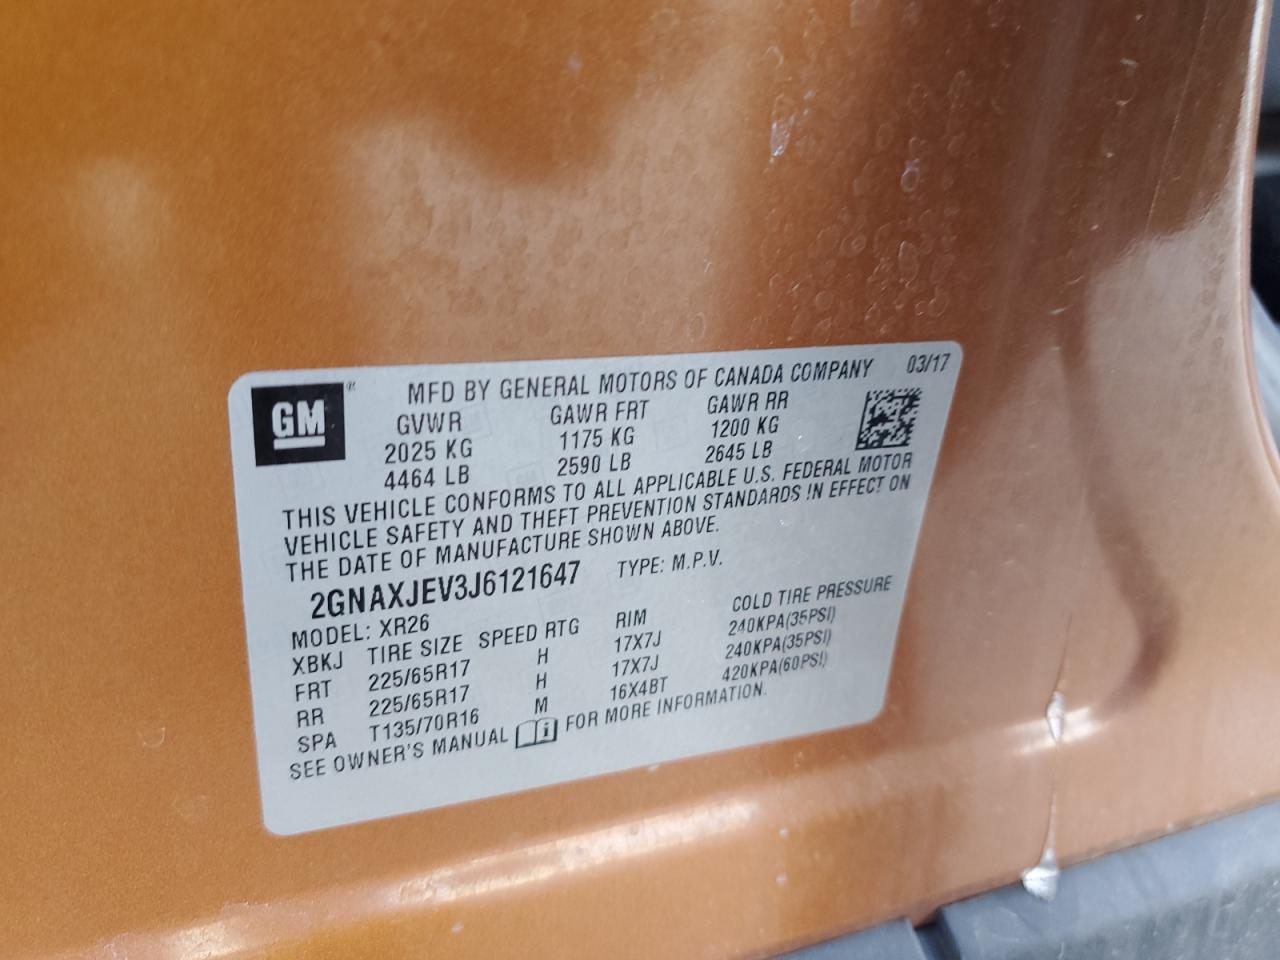 GM®
MFD BY GENERAL MOTORS OF CANADA COMPANY 03/17
GVWR GAWR FRT GAWR RR
2025 KG 1175 KG 1200 KG
4464 LB 2590 LB 2645 LB
THIS VEHICLE CONFORMS TO ALL APPLICABLE U.S. FEDERAL MOTOR
VEHICLE SAFETY AND THEFT PREVENTION STANDARDS IN EFFECT ON
THE DATE OF MANUFACTURE SHOWN ABOVE.
2GNAXJEV3J6121647 TYPE: M.P.V.
MODEL: XR26
XBKJ TIRE SIZE SPEED RTG RIM COLD TIRE PRESSURE
FRT 225/65R17 H 17X7J 240KPA(35PSI)
RR 225/65R17 H 17X7J 240KPA(35PSI)
SPA T135/70R16 M 16X4BT 420KPA(60PSI)
SEE OWNER'S MANUAL FOR MORE INFORMATION.